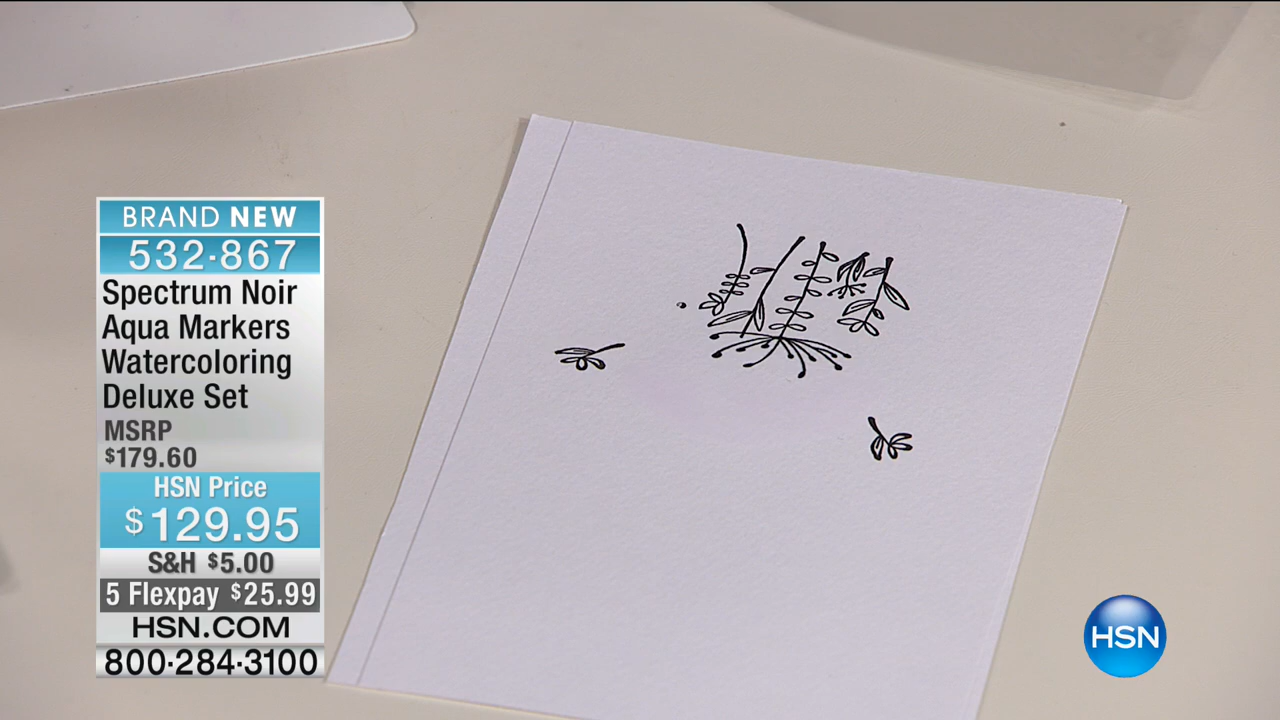 BRAND NEW
532-867
Spectrum Noir
Aqua Markers
Watercoloring
Deluxe Set
MSRP
$179.60
HSN Price
$129.95
S&H $5.00
5 Flexpay $25.99
HSN.COM
800·284·3100
HSN